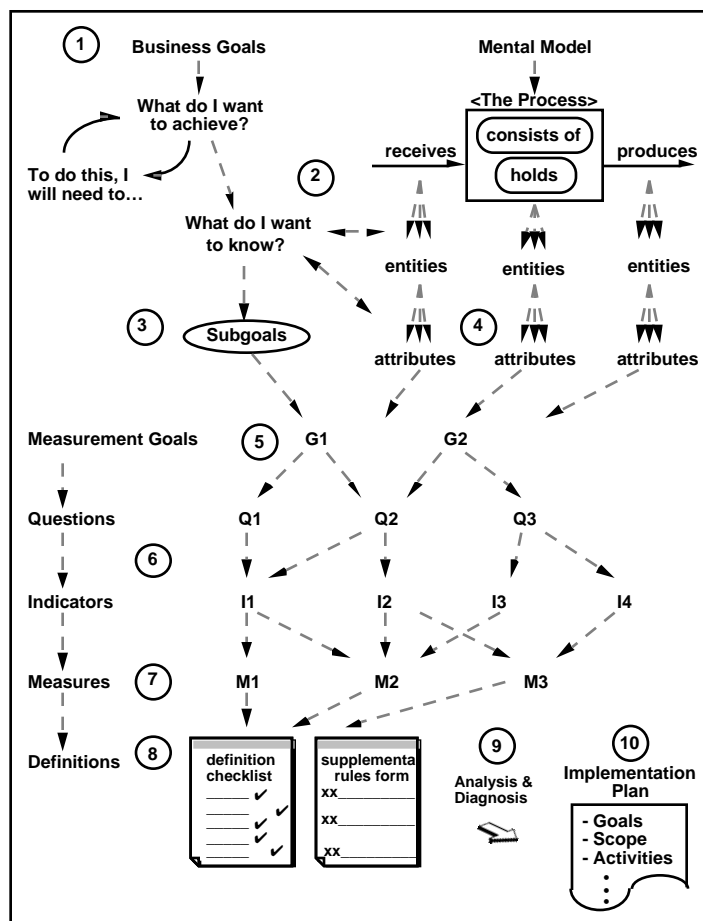 1
Business Goals
Mental Model
What do I want
to achieve?
<The Process>
consists of
receives
produces
holds
To do this, I
will need to…
2
What do I want
to know?
entities
entities
entities
3
Subgoals
4
attributes
attributes
attributes
Measurement Goals
5
G1
G2
Questions
Q1
Q2
Q3
6
Indicators
I1
I2
I3
I4
Measures
7
M1
M2
M3
Definitions
8
definition
checklist
supplementa
rules form
xx
xx
xx
9
Analysis &
Diagnosis
10
Implementation
Plan
- Goals
- Scope
- Activities